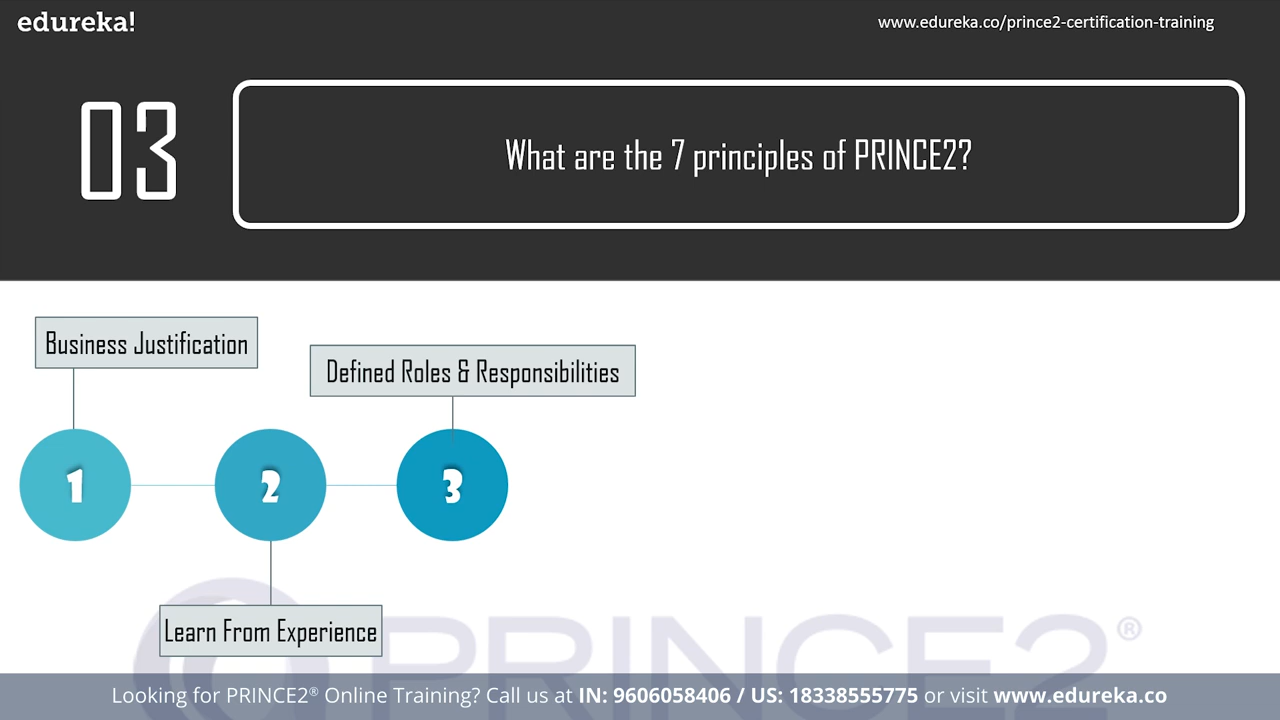 edureka!
www.edureka.co/prince2-certification-training
03
What are the 7 principles of PRINCE2?
Business Justification
Defined Roles & Responsibilities
1
2
3
Learn From Experience
PRINCE2®
Looking for PRINCE2® Online Training? Call us at IN: 9606058406 / US: 18338555775 or visit www.edureka.co